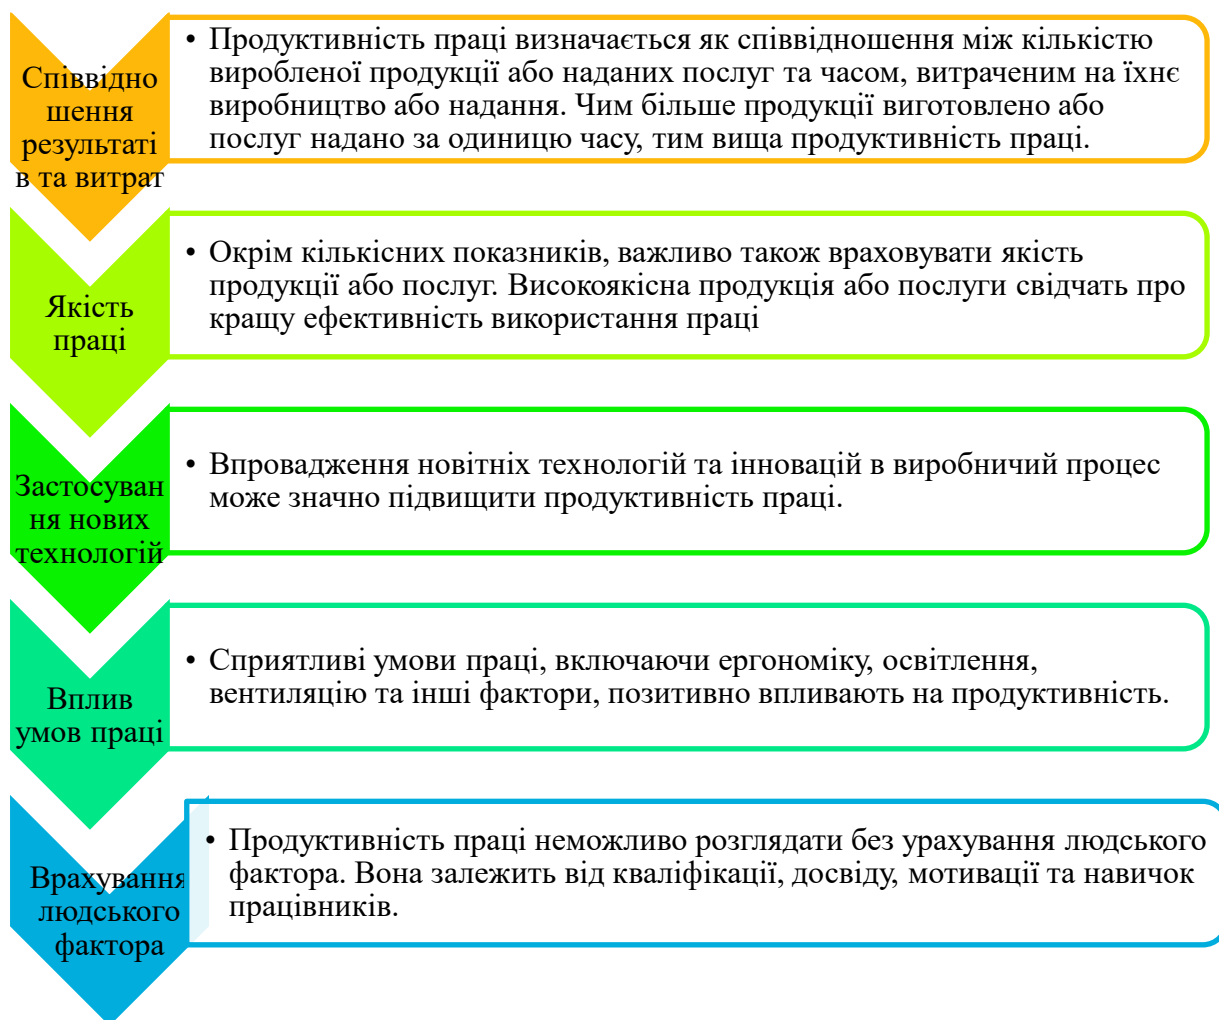 Співвідно
шення
результаті
в та витрат
• Продуктивність праці визначається як співвідношення між кількістю
виробленої продукції або наданих послуг та часом, витраченим на їхнє
виробництво або надання. Чим більше продукції виготовлено або
послуг надано за одиницю часу, тим вища продуктивність праці.
Якість
праці
• Окрім кількісних показників, важливо також враховувати якість
продукції або послуг. Високоякісна продукція або послуги свідчать про
кращу ефективність використання праці
Застосуван
ня нових
технологій
• Впровадження новітніх технологій та інновацій в виробничий процес
може значно підвищити продуктивність праці.
Вплив
умов праці
• Сприятливі умови праці, включаючи ергономіку, освітлення,
вентиляцію та інші фактори, позитивно впливають на продуктивність.
Врахування
людського
фактора
• Продуктивність праці неможливо розглядати без урахування людського
фактора. Вона залежить від кваліфікації, досвіду, мотивації та навичок
працівників.